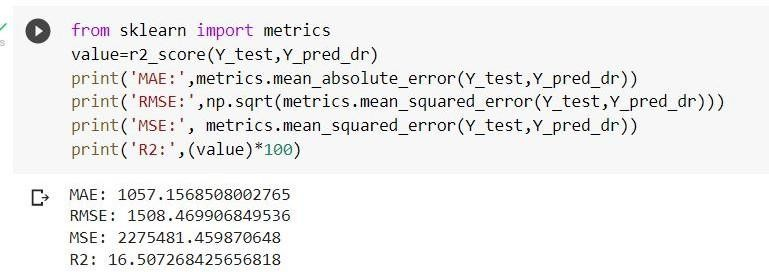 from sklearn import metrics
value=r2_score(Y_test,Y_pred_dr)
print('MAE:',metrics.mean_absolute_error(Y_test,Y_pred_dr))
print('RMSE:',np.sqrt(metrics.mean_squared_error(Y_test,Y_pred_dr)))
print('MSE:', metrics.mean_squared_error(Y_test,Y_pred_dr))
print('R2:',(value)*100)
MAE: 1057.1568508002765
RMSE: 1508.469906849536
MSE: 2275481.459870648
R2: 16.507268425656818